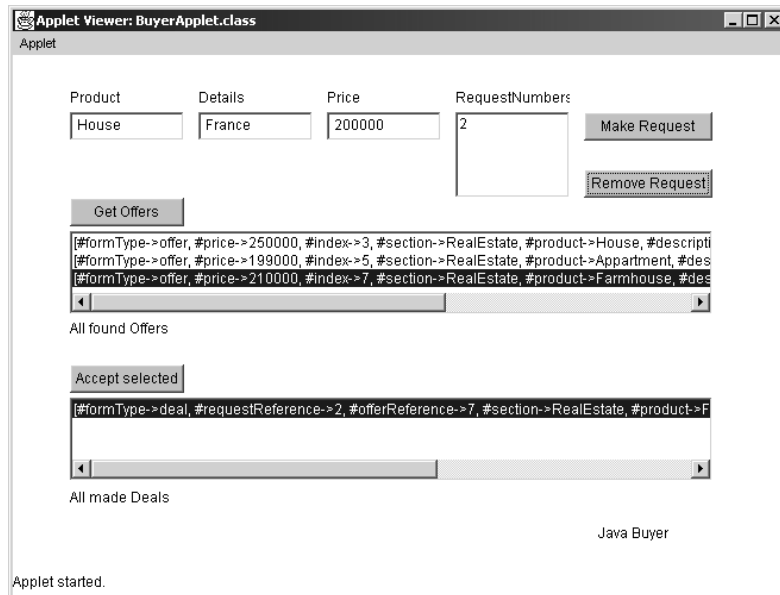 Applet Viewer: BuyerApplet.class
Applet
Product Details Price RequestNumbers
House France 200000 2 Make Request
Remove Request
Get Offers
[#formType->offer, #price->250000, #index->3, #section->RealEstate, #product->House, #descripti
[#formType->offer, #price->199000, #index->5, #section->RealEstate, #product->Appartment, #des
[#formType->offer, #price->210000, #index->7, #section->RealEstate, #product->Farmhouse, #des
All found Offers
Accept selected
[#formType->deal, #requestReference->2, #offerReference->7, #section->RealEstate, #product->F
All made Deals
Java Buyer
Applet started.